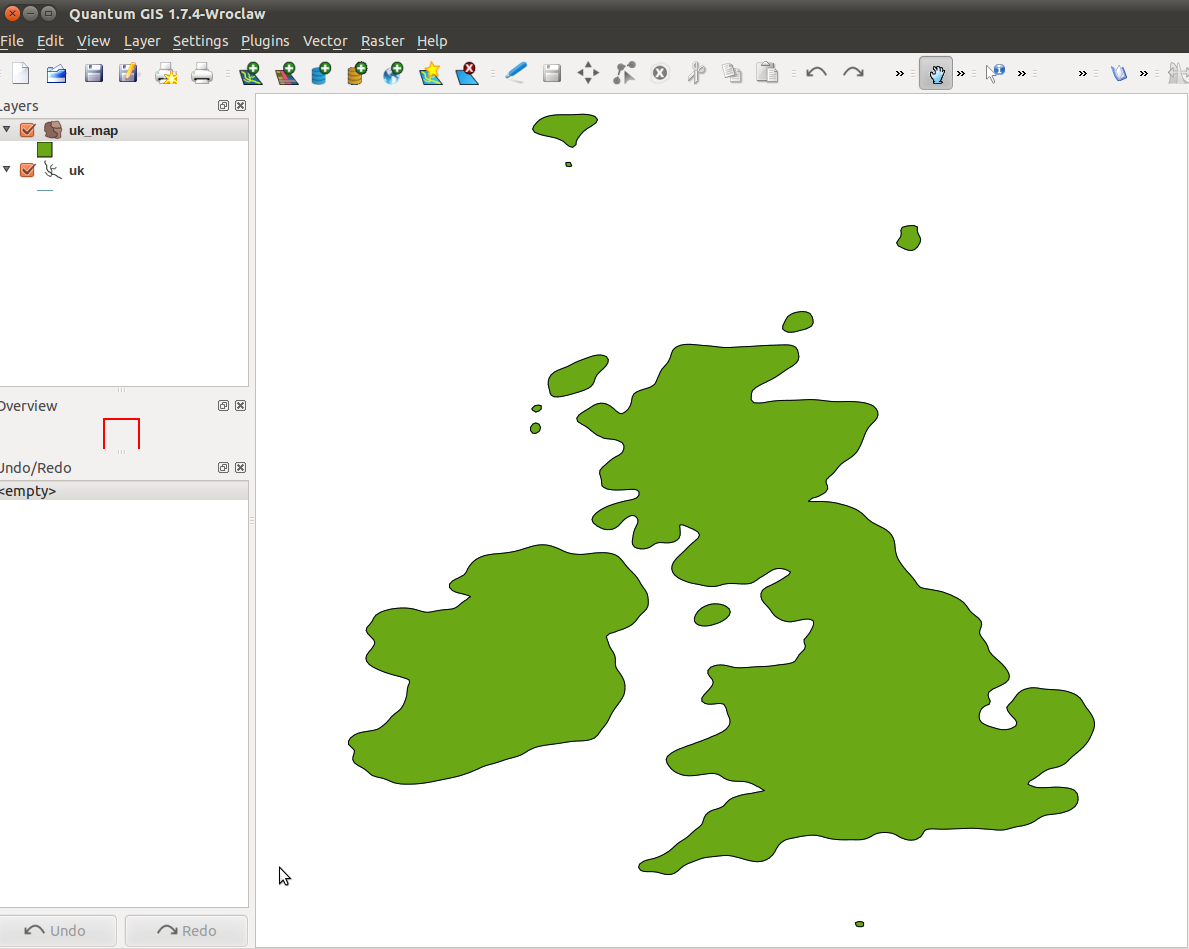 Quantum GIS 1.7.4-Wroclaw
File Edit View Layer Settings Plugins Vector Raster Help
Layers
uk_map
uk
Overview
Undo/Redo
<empty>
Undo Redo